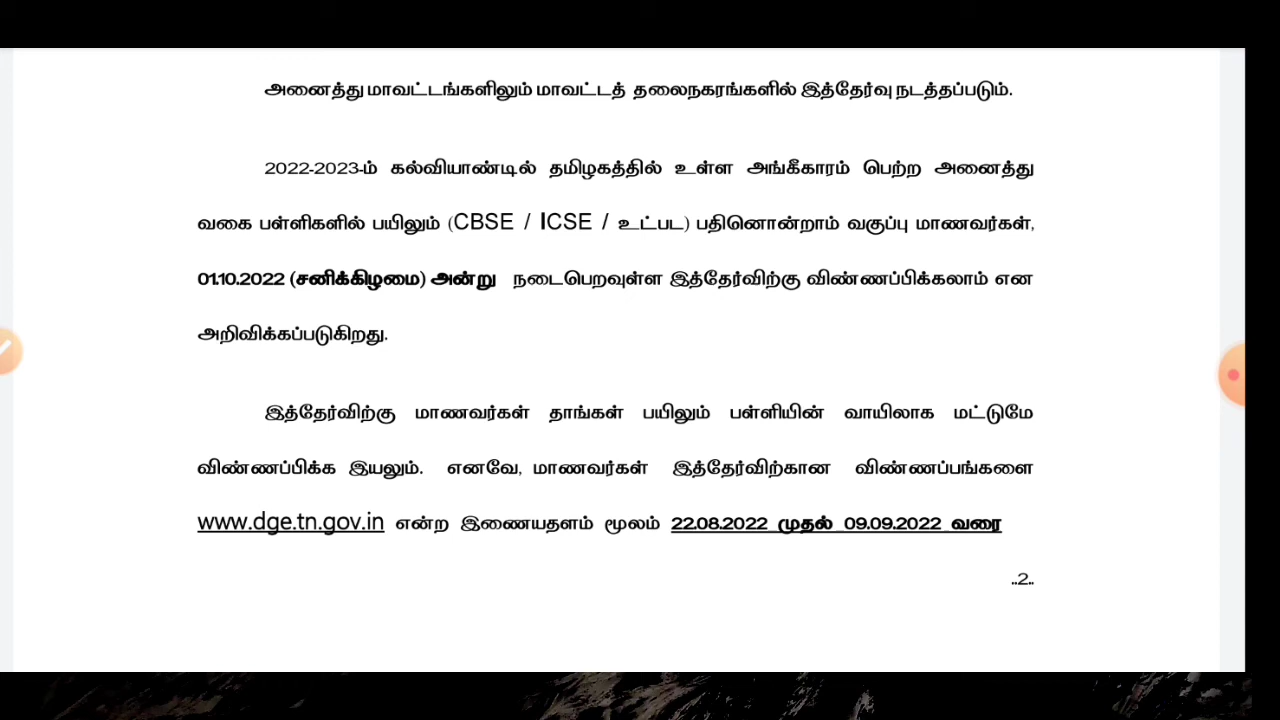 அனைத்து மாவட்டங்களிலும் மாவட்டத் தலைநகரங்களில் இத்தேர்வு நடத்தப்படும்.
2022-2023-ம் கல்வியாண்டில் தமிழகத்தில் உள்ள அங்கீகாரம் பெற்ற அனைத்து
வகை பள்ளிகளில் பயிலும் (CBSE / ICSE / உட்பட) பதினொன்றாம் வகுப்பு மாணவர்கள்,
01.10.2022 (சனிக்கிழமை) அன்று நடைபெறவுள்ள இத்தேர்விற்கு விண்ணப்பிக்கலாம் என
அறிவிக்கப்படுகிறது.
இத்தேர்விற்கு மாணவர்கள் தாங்கள் பயிலும் பள்ளியின் வாயிலாக மட்டுமே
விண்ணப்பிக்க இயலும். எனவே, மாணவர்கள் இத்தேர்விற்கான விண்ணப்பங்களை
www.dge.tn.gov.in என்ற இணையதளம் மூலம் 22.08.2022 முதல் 09.09.2022 வரை
..2..